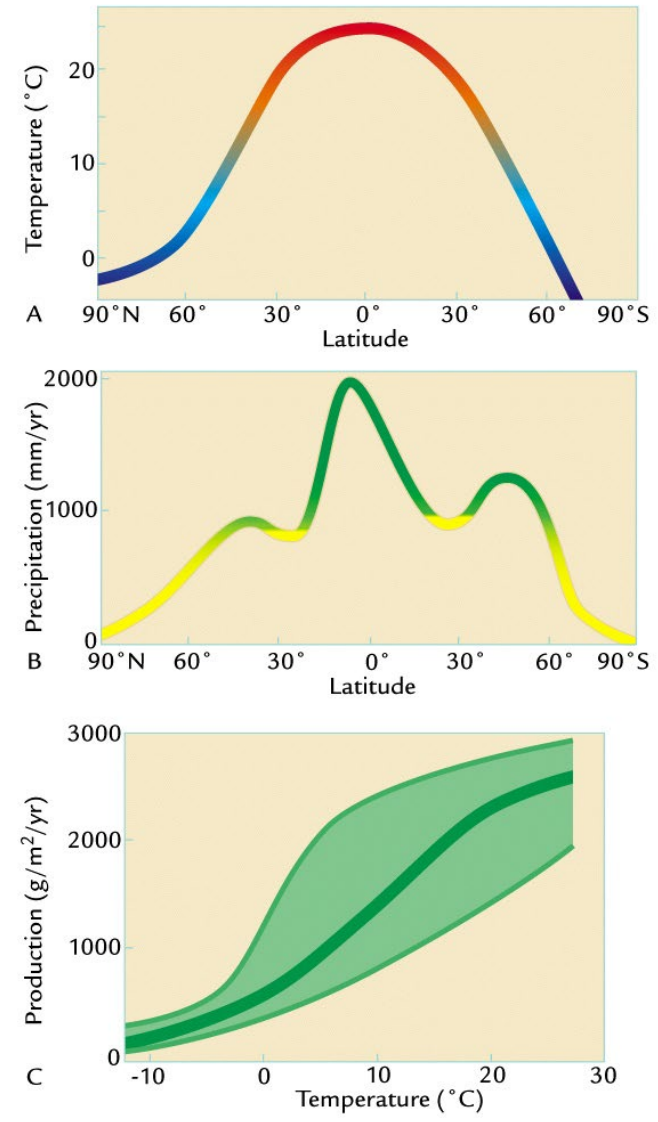 Temperature (˚C)
20
10
0
A
90˚N 60˚ 30˚ 0˚ 30˚ 60˚ 90˚S
Latitude
Precipitation (mm/yr)
2000
1000
0
B
90˚N 60˚ 30˚ 0˚ 30˚ 60˚ 90˚S
Latitude
Production (g/m²/yr)
3000
2000
1000
0
C
-10 0 10 20 30
Temperature (˚C)